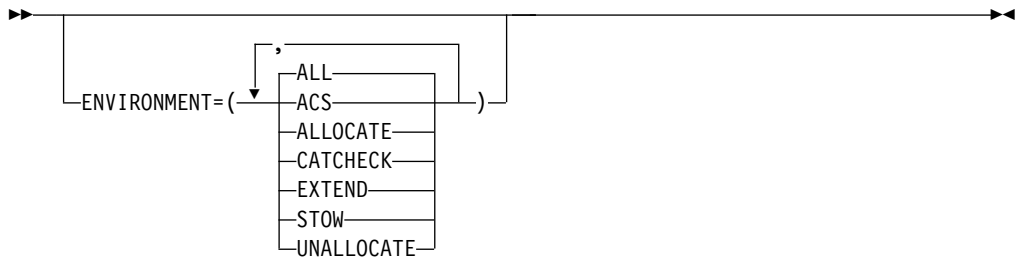 ,
ALL
ENVIRONMENT=( ACS )
ALLOCATE
CATCHECK
EXTEND
STOW
UNALLOCATE